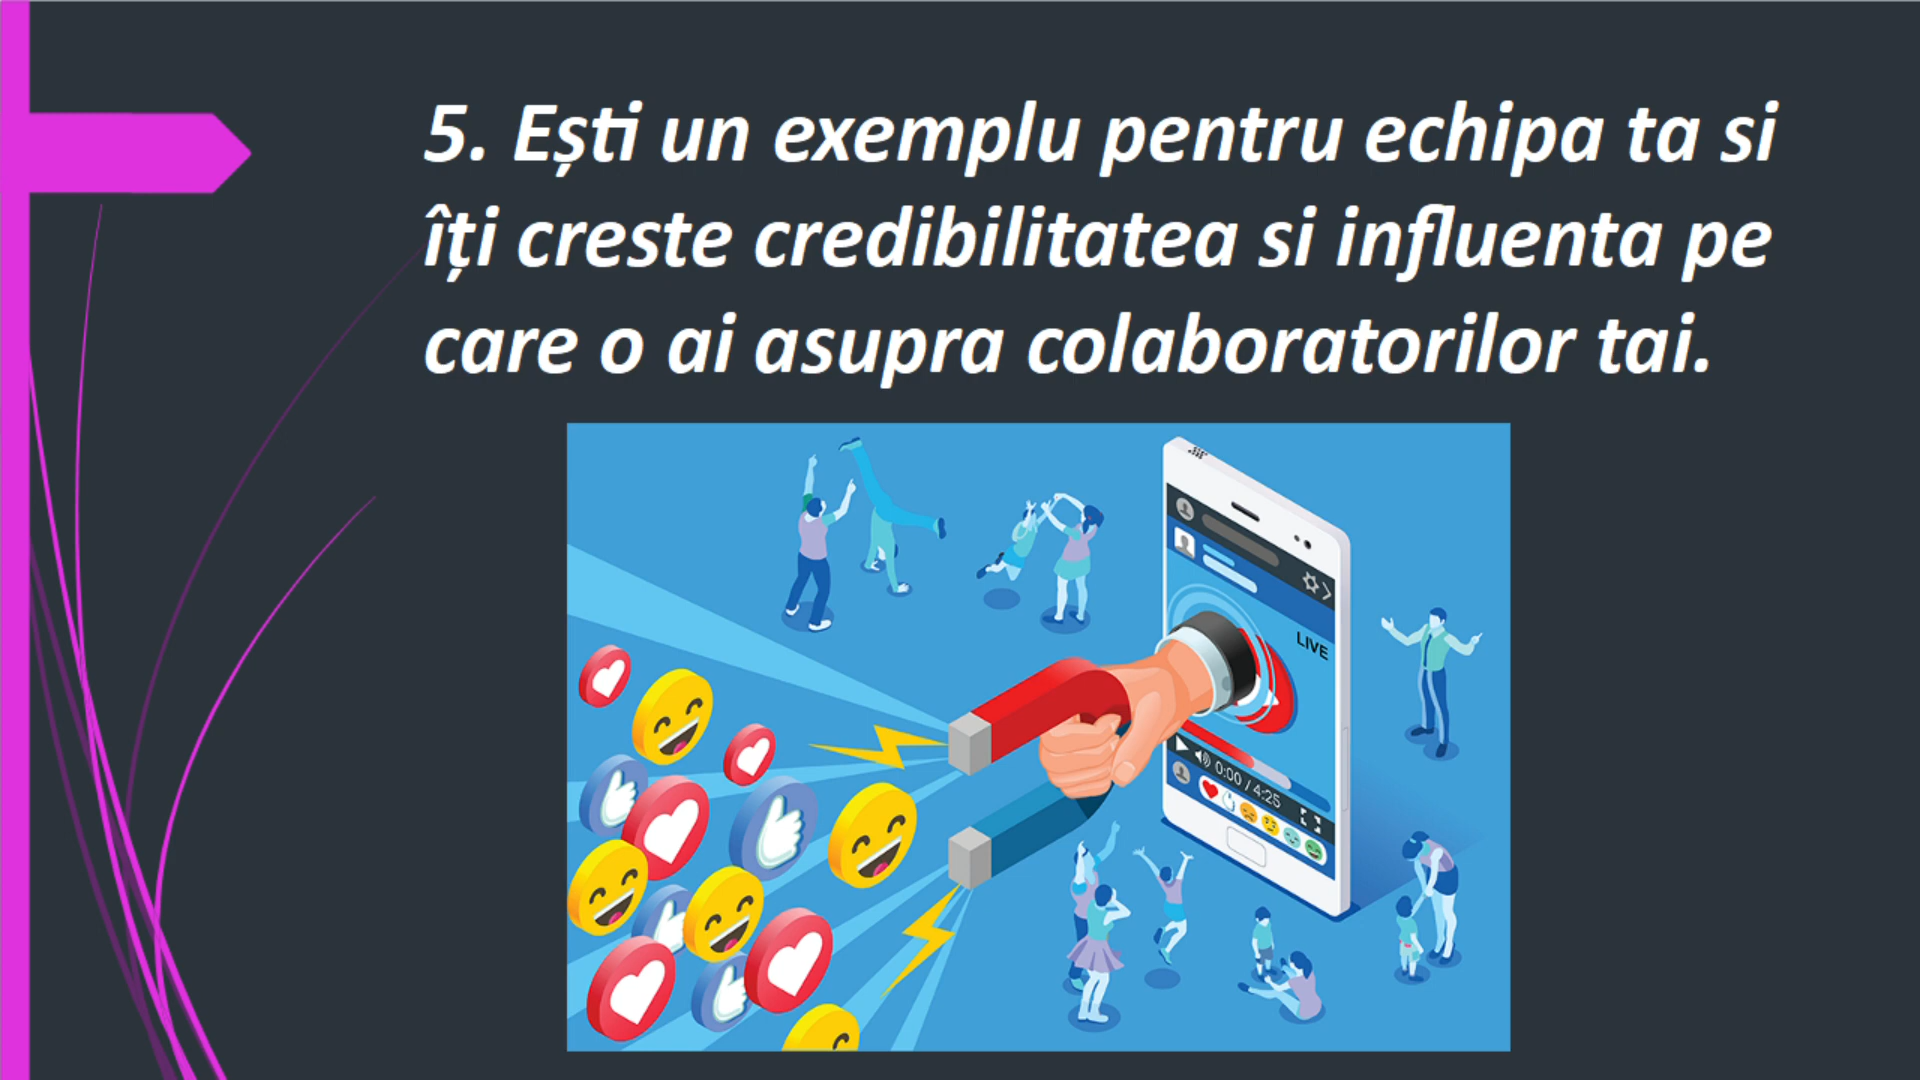 5. Ești un exemplu pentru echipa ta si
îți creste credibilitatea si influenta pe
care o ai asupra colaboratorilor tai.
LIVE
0:00 / 4:25